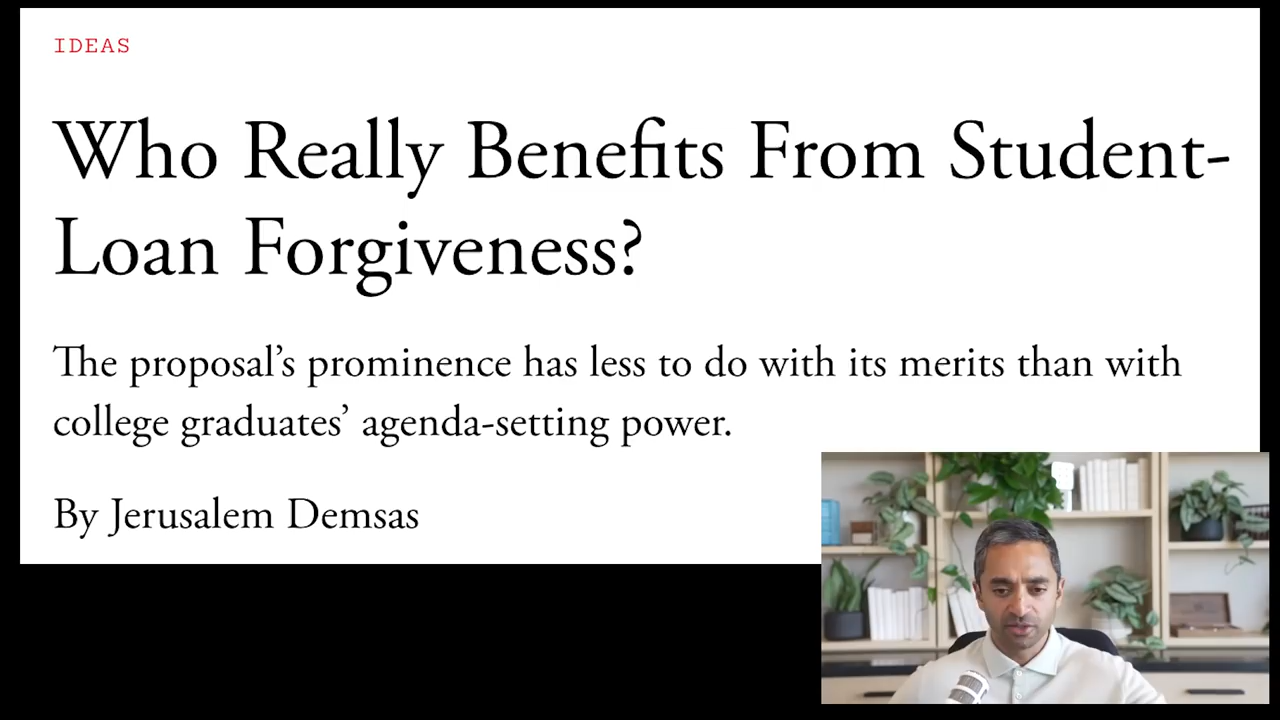 IDEAS
Who Really Benefits From Student-
Loan Forgiveness?
The proposal’s prominence has less to do with its merits than with
college graduates’ agenda-setting power.
By Jerusalem Demsas